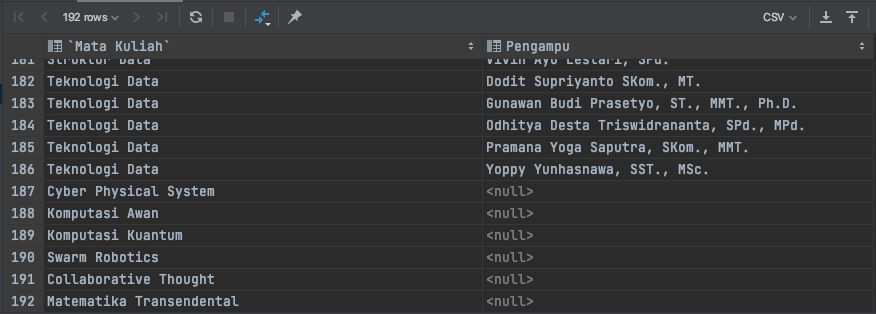 192 rows
CSV
`Mata Kuliah` Pengampu
181 Struktur Data Vivin Ayu Lestari, SPd.
182 Teknologi Data Dodit Supriyanto SKom., MT.
183 Teknologi Data Gunawan Budi Prasetyo, ST., MMT., Ph.D.
184 Teknologi Data Odhitya Desta Triswidrananta, SPd., MPd.
185 Teknologi Data Pramana Yoga Saputra, SKom., MMT.
186 Teknologi Data Yoppy Yunhasnawa, SST., MSc.
187 Cyber Physical System <null>
188 Komputasi Awan <null>
189 Komputasi Kuantum <null>
190 Swarm Robotics <null>
191 Collaborative Thought <null>
192 Matematika Transendental <null>